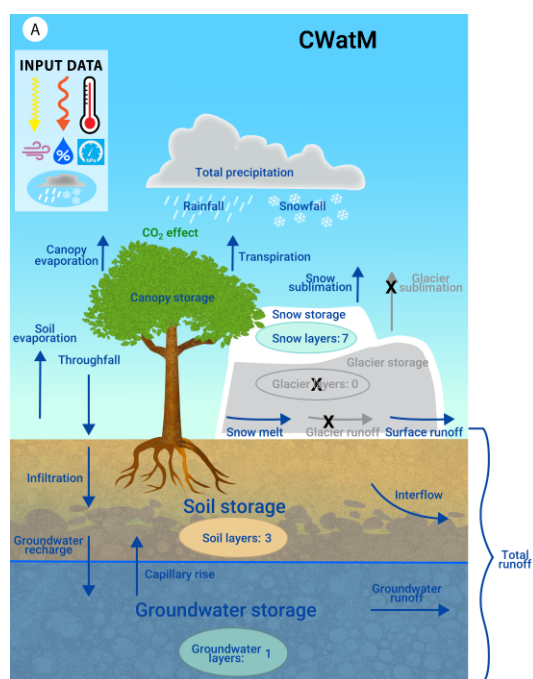 A
CWatM
INPUT DATA
%
hPa
Total precipitation
Rainfall
Snowfall
CO2 effect
Canopy
evaporation
Transpiration
Canopy storage
Snow
sublimation
X
Glacier
sublimation
Snow storage
Snow layers: 7
Glacier storage
Glacier layers: 0
X
Soil
evaporation
Throughfall
X
Snow melt
Glacier runoff
Surface runoff
Infiltration
Soil storage
Interflow
Soil layers: 3
Groundwater
recharge
Capillary rise
Total
runoff
Groundwater
runoff
Groundwater storage
Groundwater
layers: 1